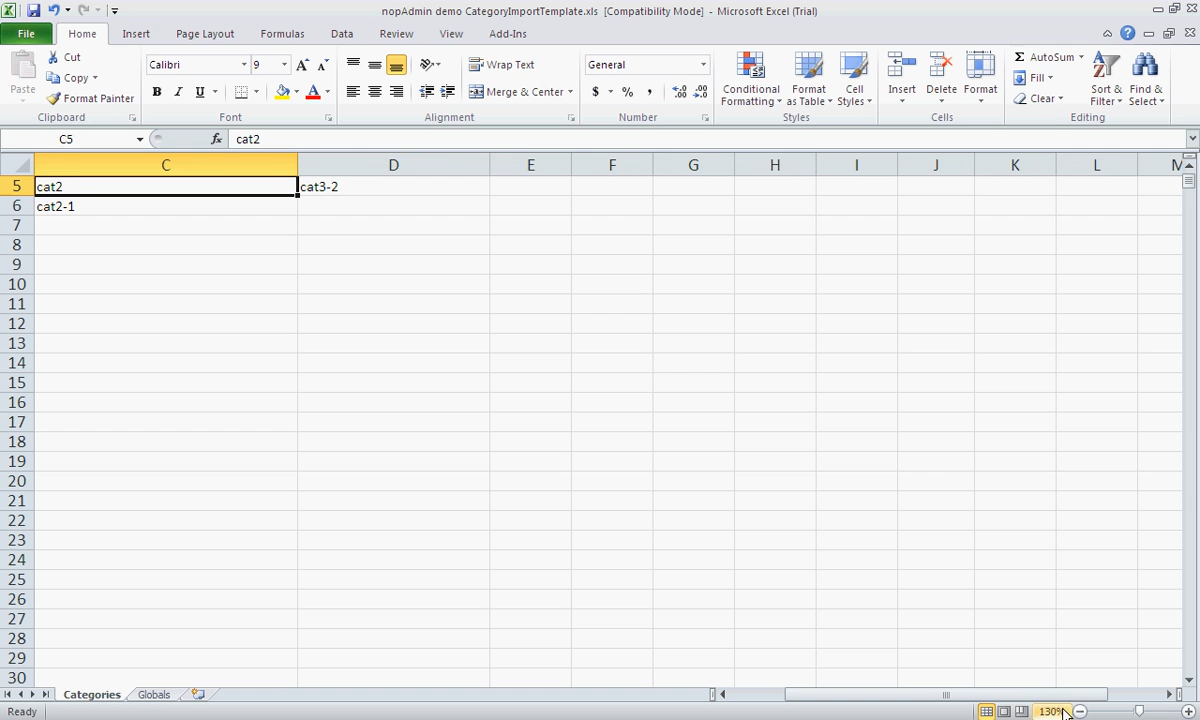 nopAdmin demo CategoryImportTemplate.xls [Compatibility Mode] - Microsoft Excel (Trial)
File Home Insert Page Layout Formulas Data Review View Add-Ins
Paste
Cut
Copy
Format Painter
Clipboard
Calibri 9
B I U
Font
Wrap Text
Merge & Center
Alignment
General
$ % ,
Number
Conditional Formatting
Format as Table
Cell Styles
Styles
Insert Delete Format
Cells
AutoSum
Fill
Clear
Sort & Filter
Find & Select
Editing
C5 fx cat2
C D E F G H I J K L M
5 cat2 cat3-2
6 cat2-1
7
8
9
10
11
12
13
14
15
16
17
18
19
20
21
22
23
24
25
26
27
28
29
30
Categories Globals
Ready 130%